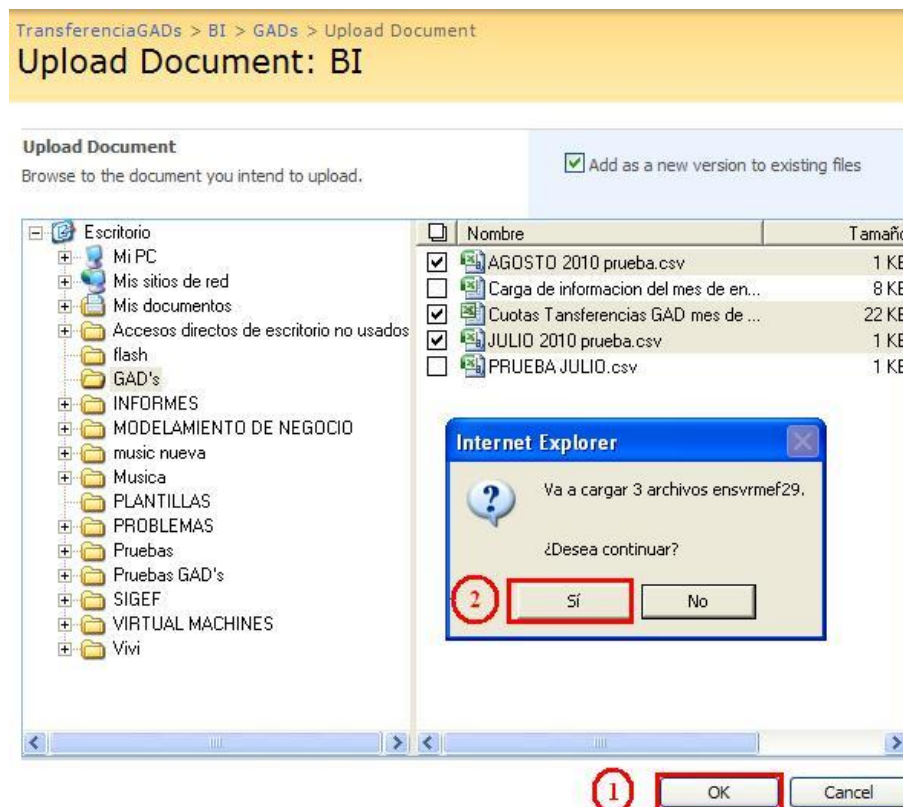 TransferenciaGADs > BI > GADs > Upload Document
Upload Document: BI
Upload Document
Browse to the document you intend to upload.
Add as a new version to existing files
Escritorio
Mi PC
Mis sitios de red
Mis documentos
Accesos directos de escritorio no usados
flash
GAD's
INFORMES
MODELAMIENTO DE NEGOCIO
music nueva
Musica
PLANTILLAS
PROBLEMAS
Pruebas
Pruebas GAD's
SIGEF
VIRTUAL MACHINES
Vivi
Nombre Tamaño
AGOSTO 2010 prueba.csv 1 KB
Carga de informacion del mes de en... 8 KB
Cuotas Tansferencias GAD mes de ... 22 KB
JULIO 2010 prueba.csv 1 KB
PRUEBA JULIO.csv 1 KB
Internet Explorer
Va a cargar 3 archivos ensvrmef29.
¿Desea continuar?
2 Sí No
1 OK Cancel